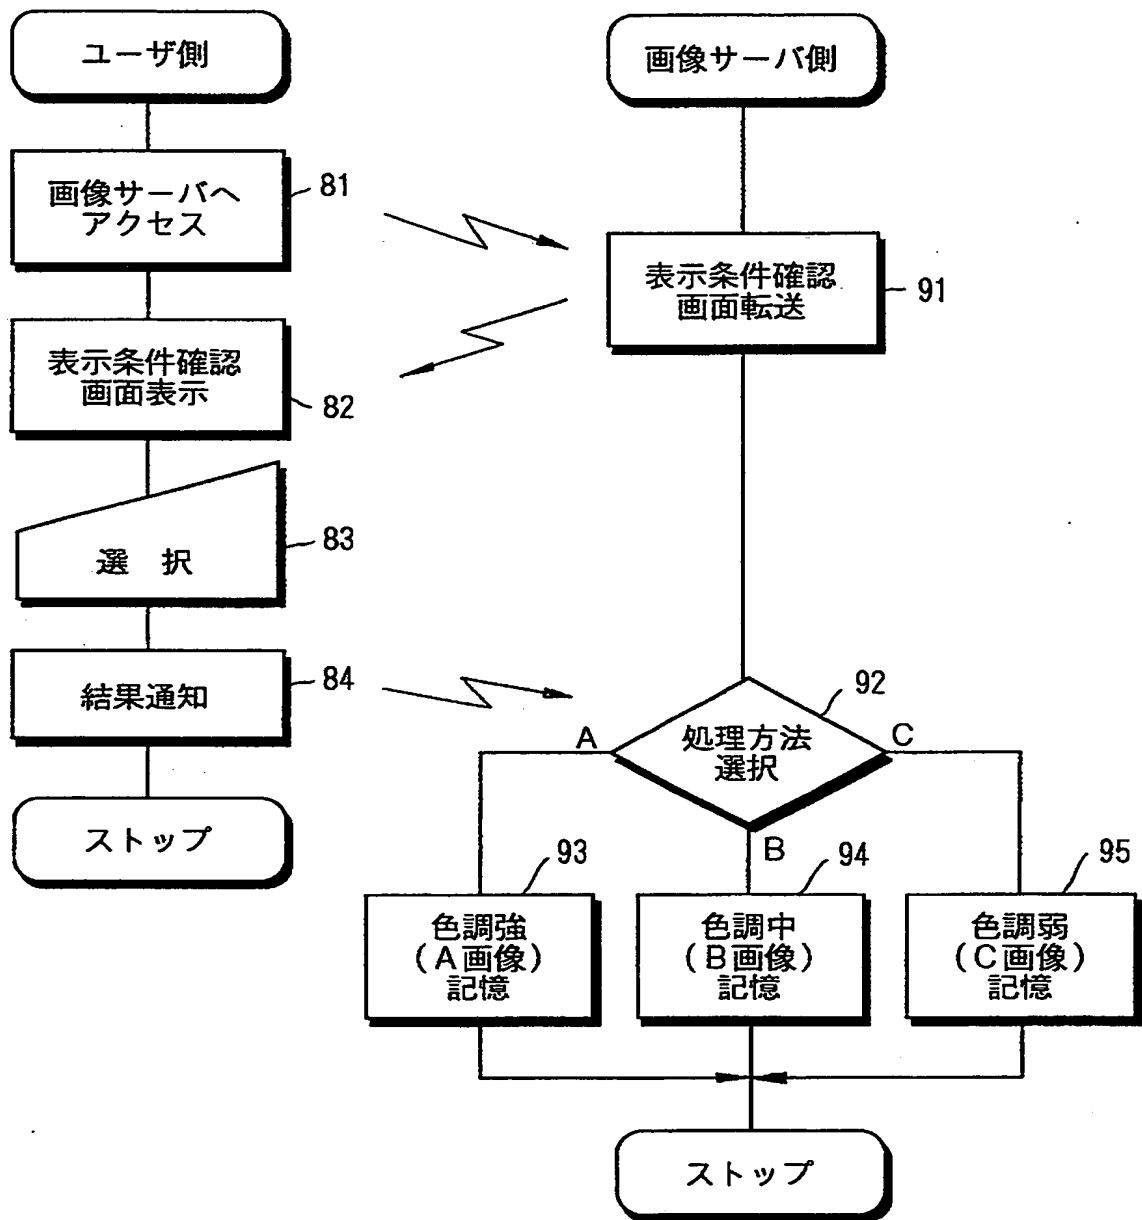 ユーザ側
画像サーバへ
アクセス
81
表示条件確認
画面表示
82
選 択
83
結果通知
84
ストップ
画像サーバ側
表示条件確認
画面転送
91
処理方法
選択
92
A
B
C
色調強
(A画像)
記憶
93
色調中
(B画像)
記憶
94
色調弱
(C画像)
記憶
95
ストップ